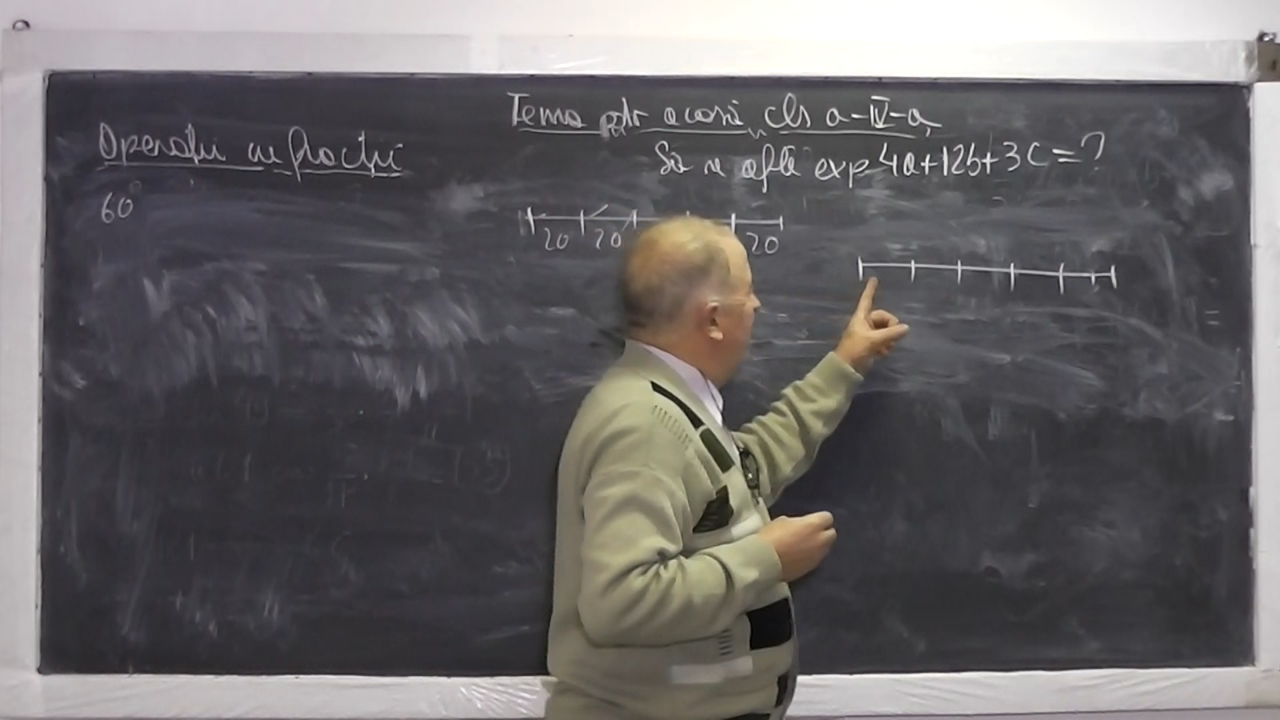 Tema ptr acasă, cls a-IV-a,
Operații cu fracții
Să se afle exp 4a+12b+3c=?
60°
20 20 20